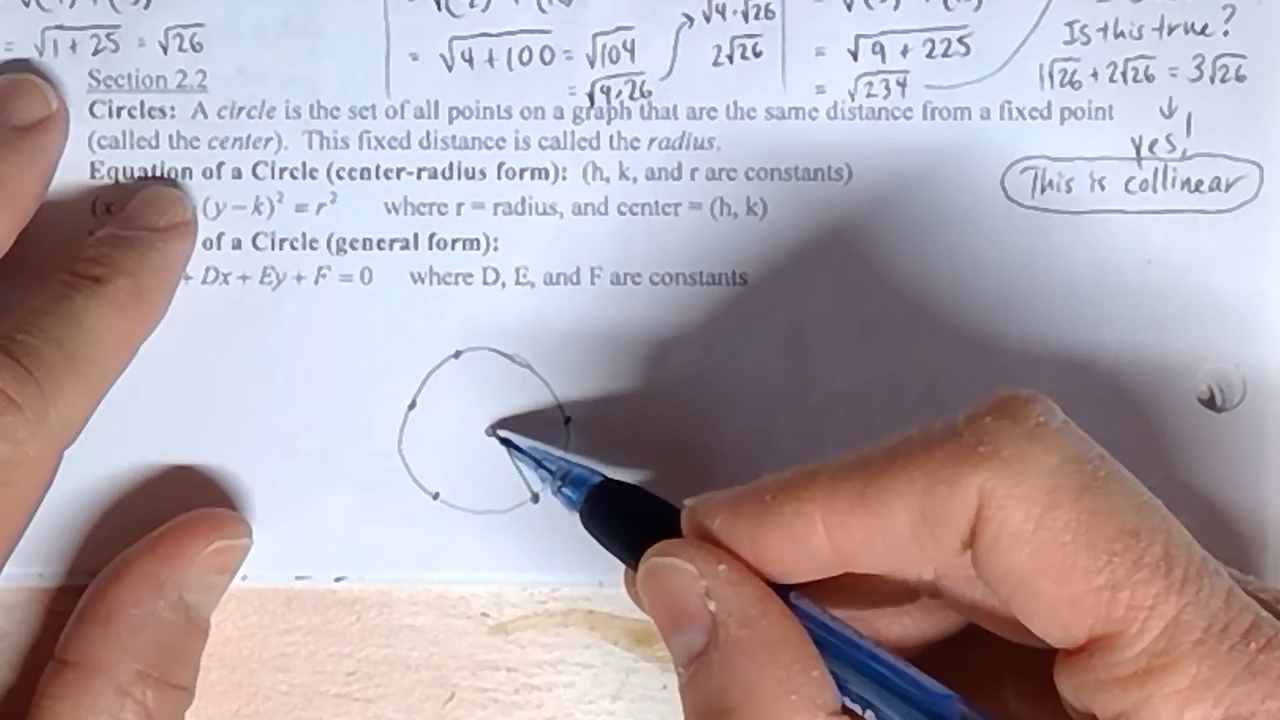 = √1 + 25 = √26
= √4 + 100 = √104
= √4·26
√4 · √26
2√26
= √9 + 225
= √234
Is this true?
1√26 + 2√26 = 3√26
↓
yes!
This is collinear
Section 2.2
Circles: A circle is the set of all points on a graph that are the same distance from a fixed point
(called the center). This fixed distance is called the radius.
Equation of a Circle (center-radius form): (h, k, and r are constants)
(x (y – k)² = r² where r = radius, and center = (h, k)
of a Circle (general form):
+ Dx + Ey + F = 0 where D, E, and F are constants